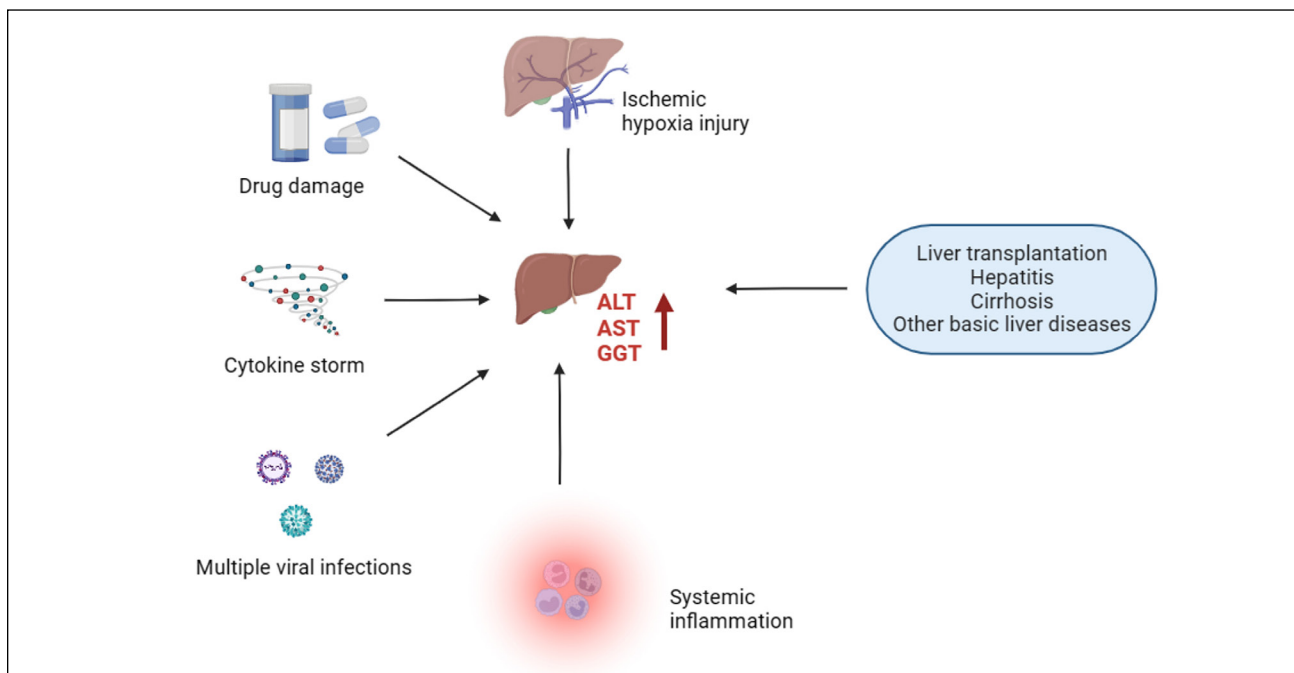 Ischemic
hypoxia injury
Drug damage
Cytokine storm
ALT
AST
GGT
Liver transplantation
Hepatitis
Cirrhosis
Other basic liver diseases
Multiple viral infections
Systemic
inflammation